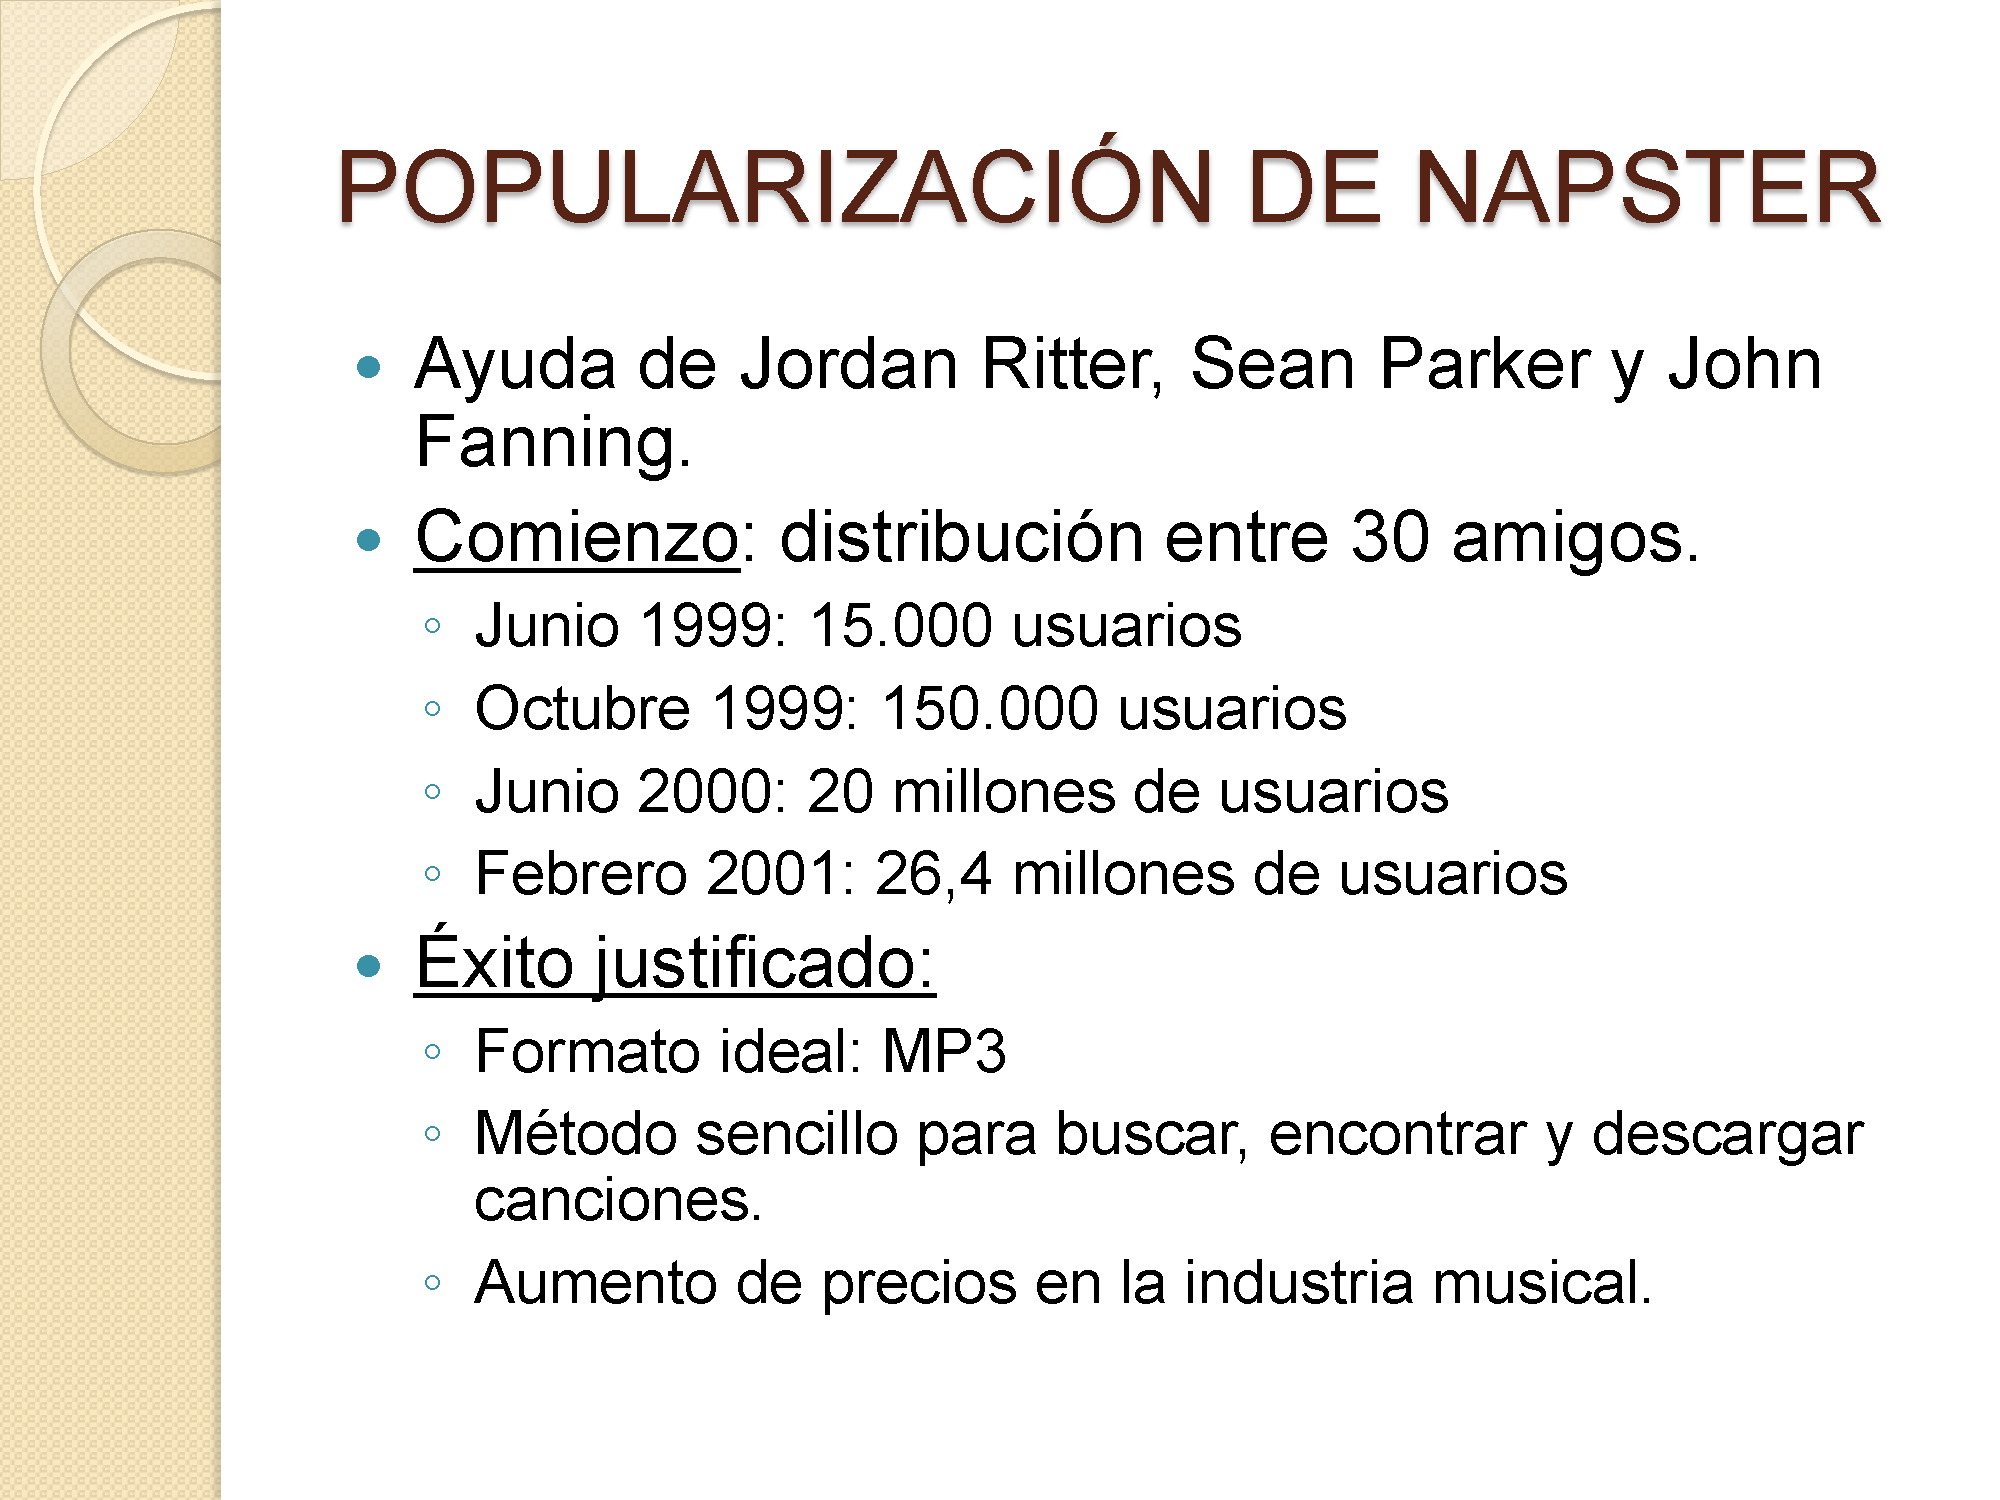 POPULARIZACIÓN DE NAPSTER
Ayuda de Jordan Ritter, Sean Parker y John
Fanning.
Comienzo: distribución entre 30 amigos.
Junio 1999: 15.000 usuarios
Octubre 1999: 150.000 usuarios
Junio 2000: 20 millones de usuarios
Febrero 2001: 26,4 millones de usuarios
Éxito justificado:
Formato ideal: MP3
Método sencillo para buscar, encontrar y descargar
canciones.
Aumento de precios en la industria musical.